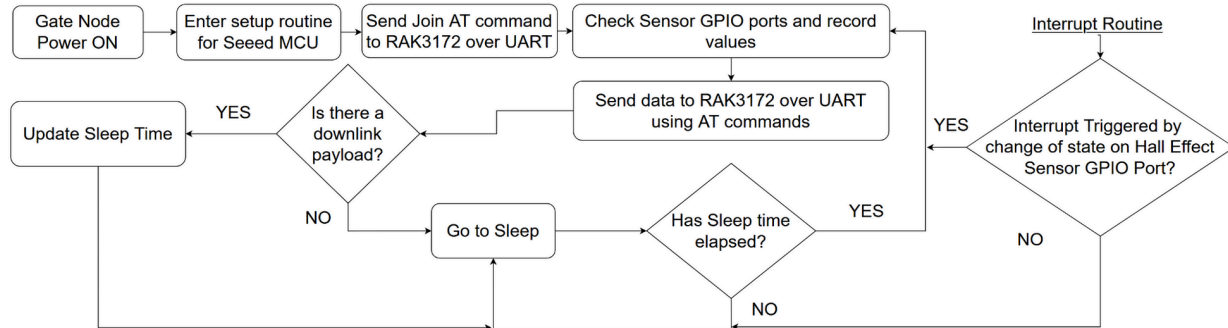 Gate Node
Power ON
Enter setup routine
for Seeed MCU
Send Join AT command
to RAK3172 over UART
Check Sensor GPIO ports and record
values
Interrupt Routine
Send data to RAK3172 over UART
using AT commands
Is there a
downlink
payload?
YES
Update Sleep Time
NO
Go to Sleep
Has Sleep time
elapsed?
YES
NO
Interrupt Triggered by
change of state on Hall Effect
Sensor GPIO Port?
YES
NO